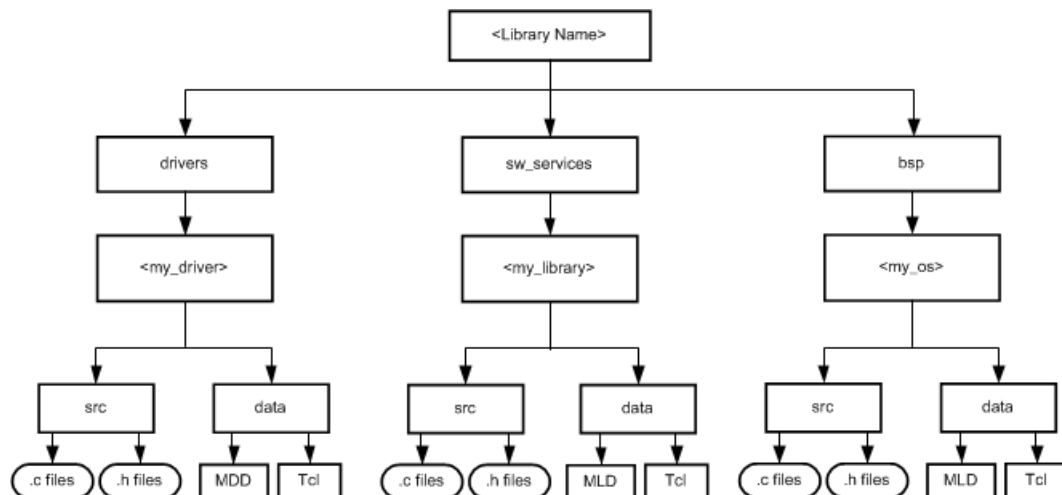 <Library Name>
drivers
sw_services
bsp
<my_driver>
<my_library>
<my_os>
src
data
src
data
src
data
.c files
.h files
MDD
Tcl
.c files
.h files
MLD
Tcl
.c files
.h files
MLD
Tcl